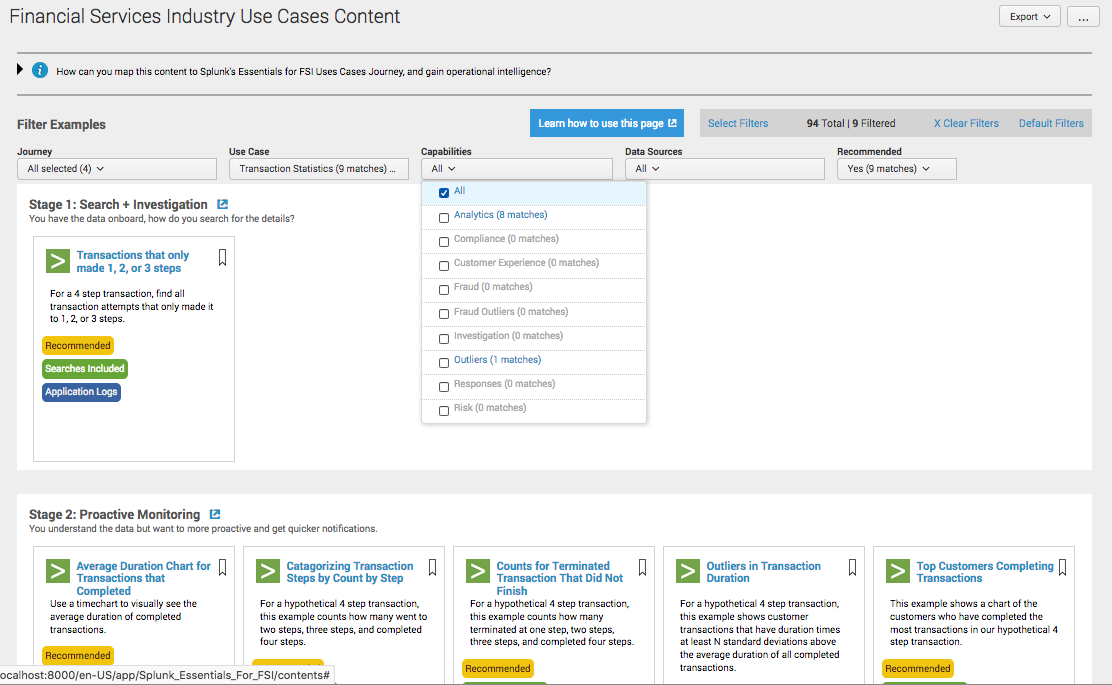 Financial Services Industry Use Cases Content
Export
...
How can you map this content to Splunk's Essentials for FSI Uses Cases Journey, and gain operational intelligence?
Filter Examples
Learn how to use this page
Select Filters
94 Total | 9 Filtered
X Clear Filters
Default Filters
Journey
All selected (4)
Use Case
Transaction Statistics (9 matches) ...
Capabilities
All
Data Sources
All
Recommended
Yes (9 matches)
All
Analytics (8 matches)
Compliance (0 matches)
Customer Experience (0 matches)
Fraud (0 matches)
Fraud Outliers (0 matches)
Investigation (0 matches)
Outliers (1 matches)
Responses (0 matches)
Risk (0 matches)
Stage 1: Search + Investigation
You have the data onboard, how do you search for the details?
Transactions that only
made 1, 2, or 3 steps
For a 4 step transaction, find all
transaction attempts that only made it
to 1, 2, or 3 steps.
Recommended
Searches Included
Application Logs
Stage 2: Proactive Monitoring
You understand the data but want to more proactive and get quicker notifications.
Average Duration Chart for
Transactions that
Completed
Use a timechart to visually see the
average duration of completed
transactions.
Recommended
Catagorizing Transaction
Steps by Count by Step
For a hypothetical 4 step transaction,
this example counts how many went to
two steps, three steps, and completed
four steps.
Counts for Terminated
Transaction That Did Not
Finish
For a hypothetical 4 step transaction,
this example counts how many
terminated at one step, two steps,
three steps, and completed four steps.
Recommended
Outliers in Transaction
Duration
For a hypothetical 4 step transaction,
this example shows customer
transactions that have duration times
at least N standard deviations above
the average duration of all completed
transactions.
Top Customers Completing
Transactions
This example shows a chart of the
customers who have completed the
most transactions in our hypothetical 4
step transaction.
Recommended
ocalhost:8000/en-US/app/Splunk_Essentials_For_FSI/contents#